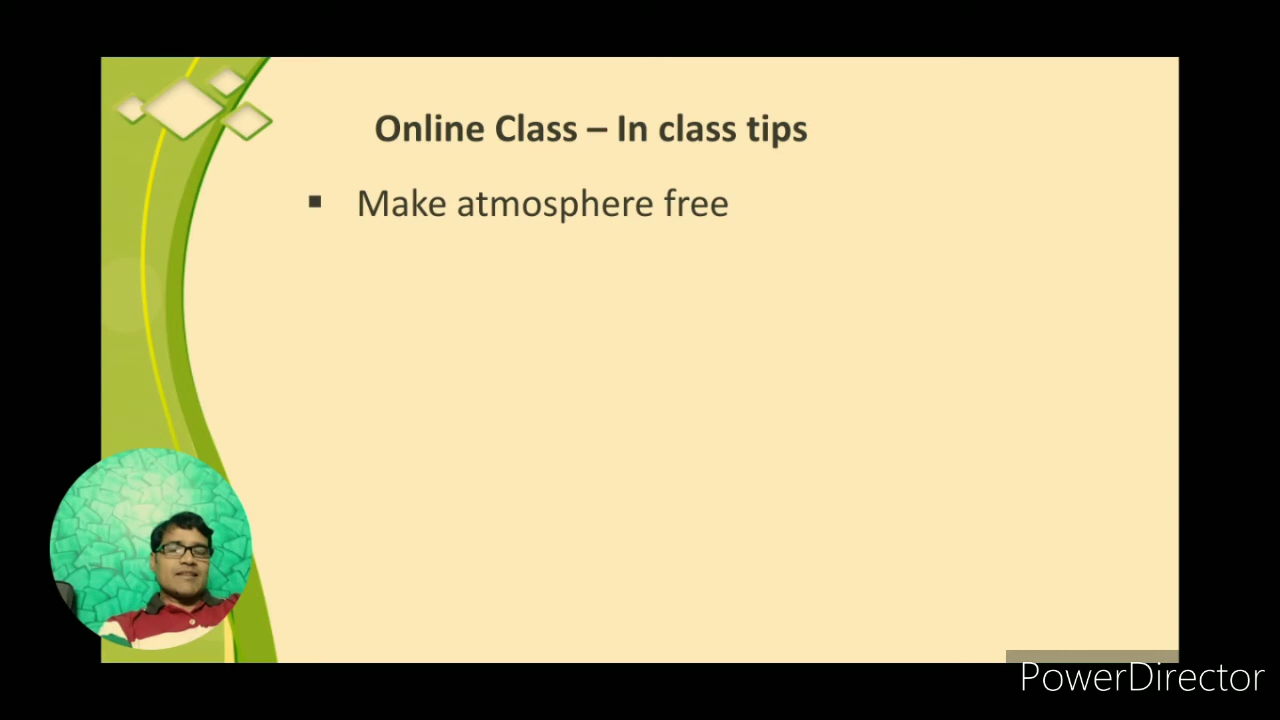 Online Class – In class tips
▪ Make atmosphere free
PowerDirector